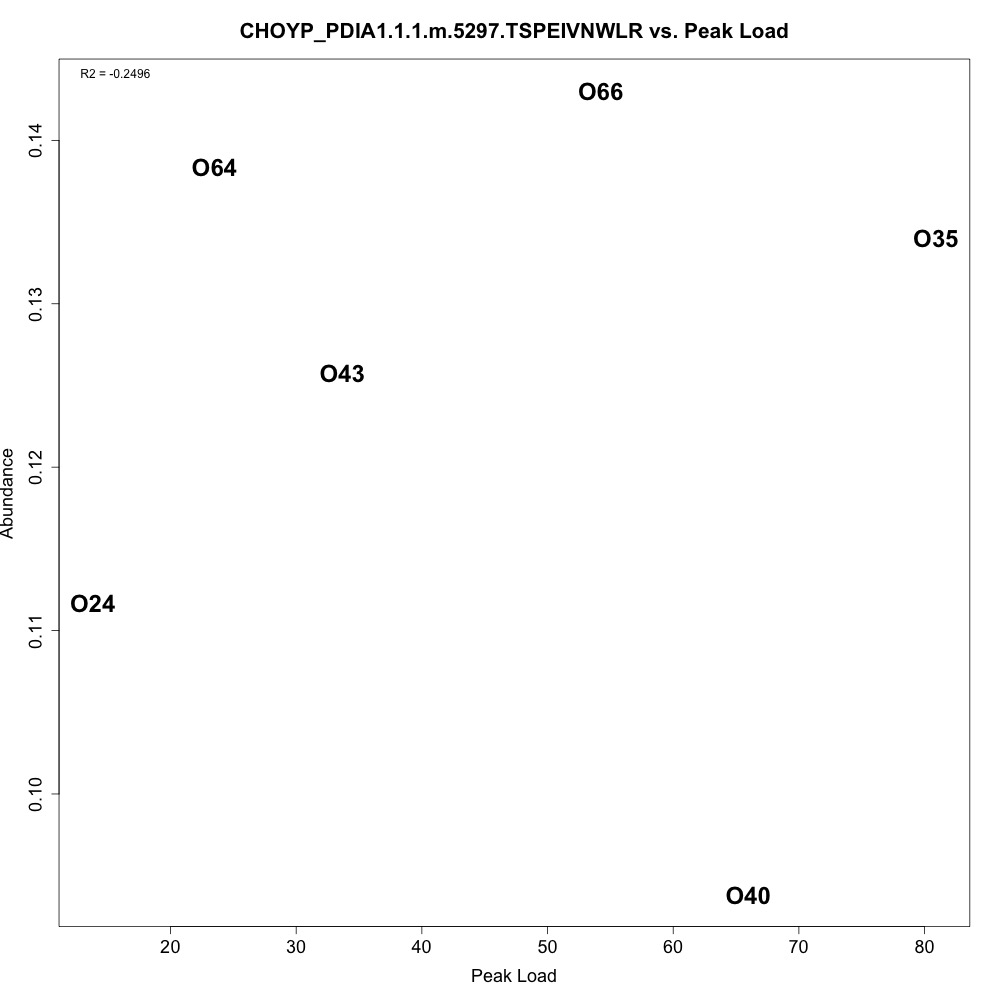 CHOYP_PDIA1.1.1.m.5297.TSPEIVNWLR vs. Peak Load
R2 = -0.2496
O66
O64
O35
O43
O24
O40
0.14
0.13
0.12
0.11
0.10
Abundance
20 30 40 50 60 70 80
Peak Load